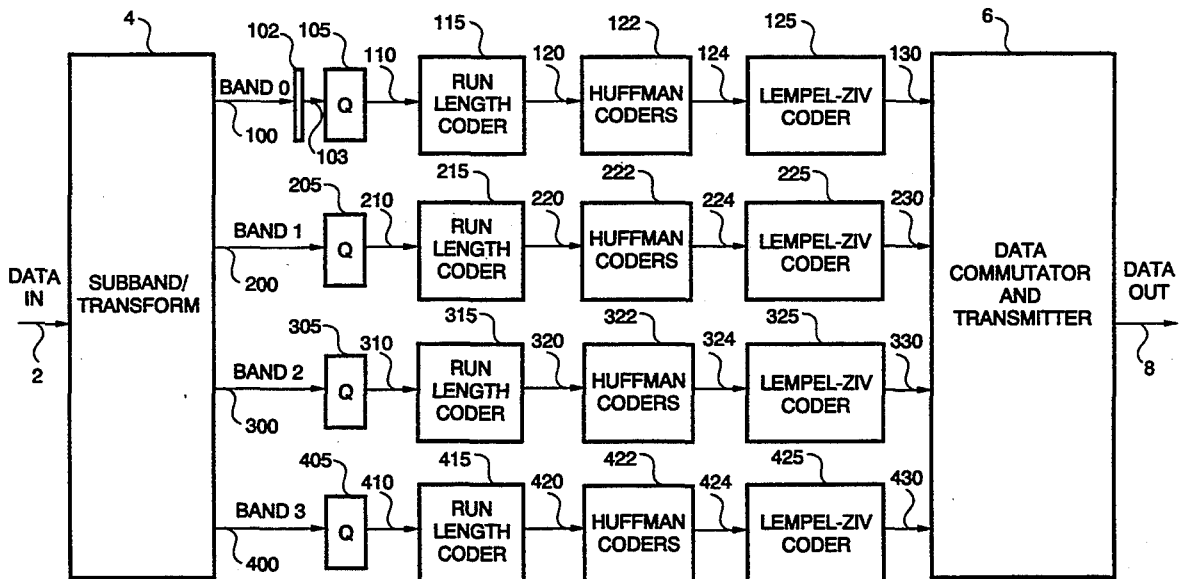 4
102
105
115
122
125
6
BAND 0
110
120
124
130
Q
RUN
LENGTH
CODER
HUFFMAN
CODERS
LEMPEL-ZIV
CODER
100
103
205
215
222
225
BAND 1
210
220
224
230
Q
RUN
LENGTH
CODER
HUFFMAN
CODERS
LEMPEL-ZIV
CODER
200
DATA
IN
2
SUBBAND/
TRANSFORM
DATA
COMMUTATOR
AND
TRANSMITTER
DATA
OUT
8
305
315
322
325
BAND 2
310
320
324
330
Q
RUN
LENGTH
CODER
HUFFMAN
CODERS
LEMPEL-ZIV
CODER
300
405
415
422
425
BAND 3
410
420
424
430
Q
RUN
LENGTH
CODER
HUFFMAN
CODERS
LEMPEL-ZIV
CODER
400